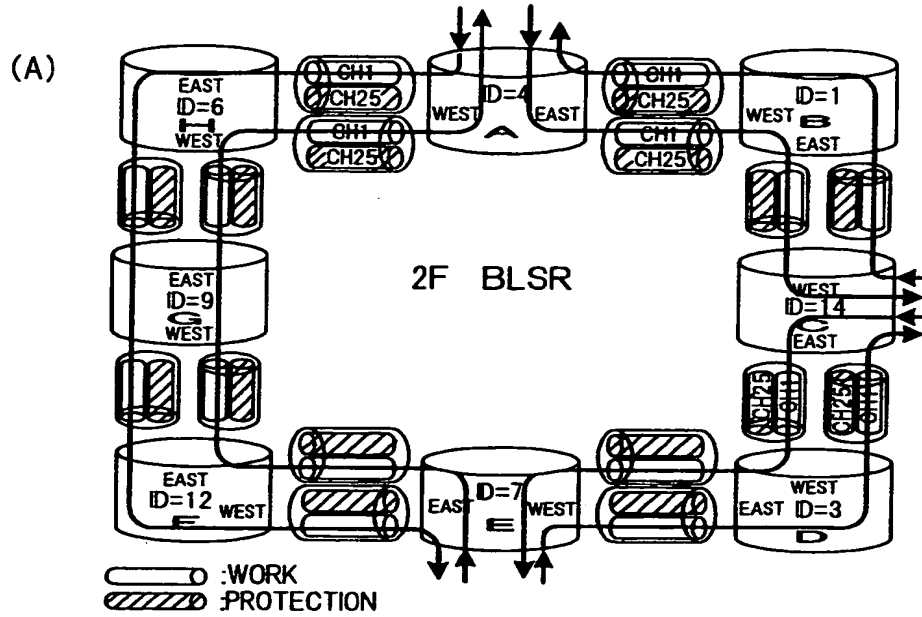 (A)
EAST
ID=6
H
WEST
CH1
CH25
CH1
CH25
WEST
ID=4
EAST
A
CH1
CH25
CH1
CH25
ID=1
WEST
B
EAST
EAST
ID=9
G
WEST
2F BLSR
WEST
ID=14
C
EAST
CH25
CH1
CH25
CH1
EAST
ID=12
WEST
F
ID=7
EAST
WEST
E
WEST
EAST
ID=3
D
:WORK
:PROTECTION